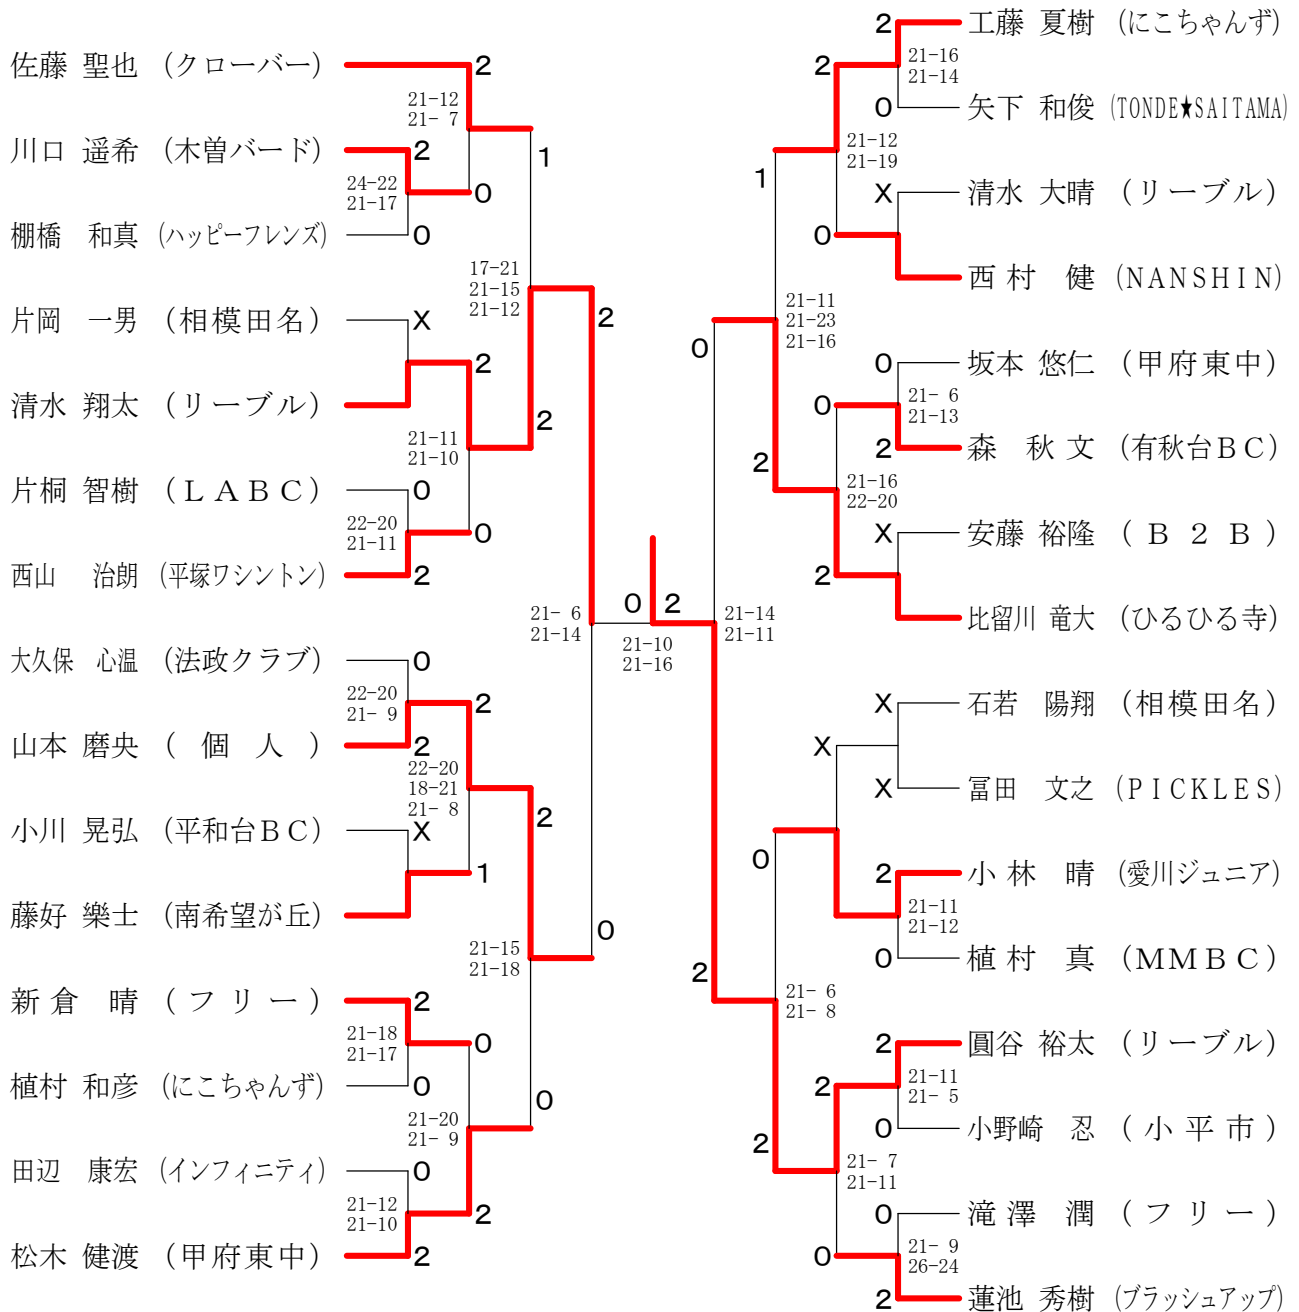 佐藤 聖也 (クローバー)
2
21-12
21- 7
川口 遥希 (木曽バード)
2
24-22
21-17
0
棚橋 和真 (ハッピーフレンズ)
0
1
17-21
21-15
21-12
片岡 一男 (相模田名)
X
2
清水 翔太 (リーブル)
21-11
21-10
2
片桐 智樹 (LABC)
0
22-20
21-11
0
西山 治朗 (平塚ワシントン)
2
2
21- 6
21-14
大久保 心温 (法政クラブ)
0
22-20
21- 9
2
山本 磨央 (個人)
2
22-20
18-21
21- 8
2
小川 晃弘 (平和台BC)
X
1
藤好 樂士 (南希望が丘)
21-15
21-18
0
新倉 晴 (フリー)
2
21-18
21-17
0
植村 和彦 (にこちゃんず)
0
21-20
21- 9
0
田辺 康宏 (インフィニティ)
0
21-12
21-10
2
松木 健渡 (甲府東中)
2
0
2
21-10
21-16
2
工藤 夏樹 (にこちゃんず)
21-16
21-14
2
0
矢下 和俊 (TONDE★SAITAMA)
21-12
21-19
1
X
清水 大晴 (リーブル)
0
西村 健 (NANSHIN)
21-11
21-23
21-16
0
0
坂本 悠仁 (甲府東中)
21- 6
21-13
0
2
森 秋文 (有秋台BC)
2
21-16
22-20
X
安藤 裕隆 (B2B)
2
比留川 竜大 (ひるひる寺)
21-14
21-11
X
石若 陽翔 (相模田名)
X
X
冨田 文之 (PICKLES)
0
2
小林 晴 (愛川ジュニア)
21-11
21-12
0
植村 真 (MMBC)
2
21- 6
21- 8
2
圓谷 裕太 (リーブル)
21-11
21- 5
2
0
小野崎 忍 (小平市)
2
21- 7
21-11
0
滝澤 潤 (フリー)
21- 9
26-24
0
2
蓮池 秀樹 (ブラッシュアップ)